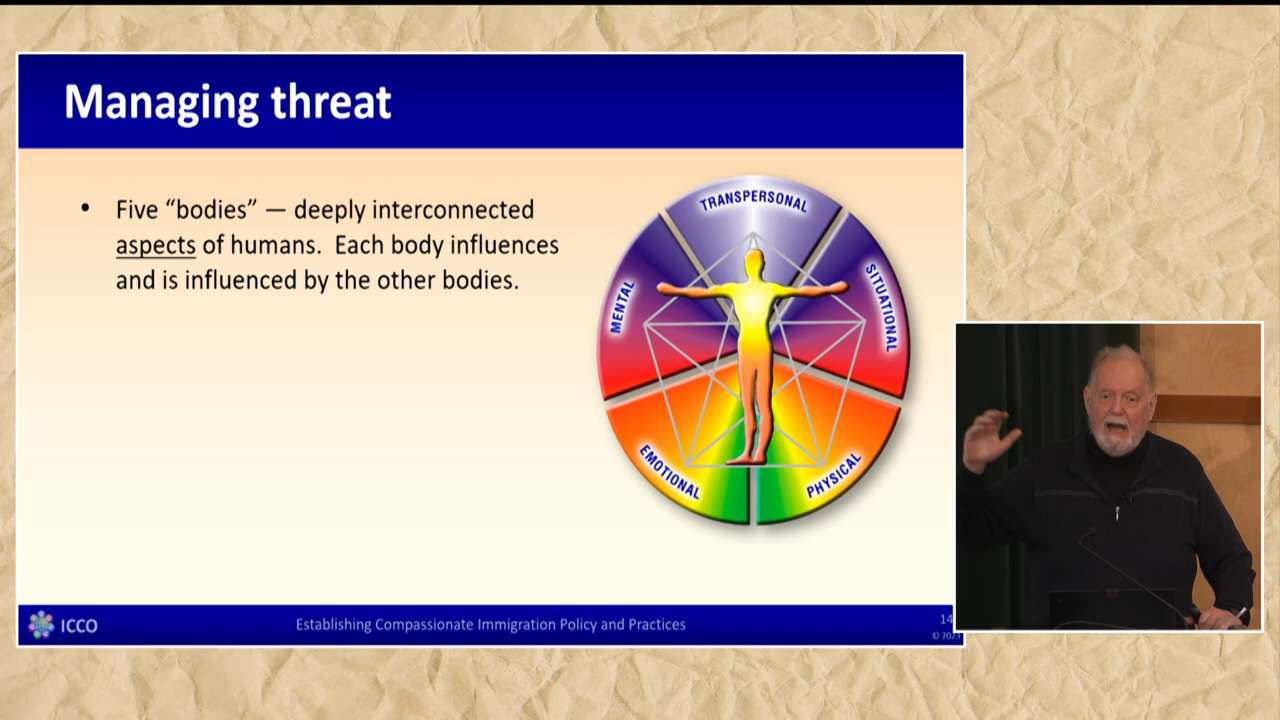 Managing threat
• Five “bodies” — deeply interconnected
aspects of humans.  Each body influences
and is influenced by the other bodies.
TRANSPERSONAL
MENTAL
SITUATIONAL
EMOTIONAL
PHYSICAL
ICCO
Establishing Compassionate Immigration Policy and Practices
14
© 2023